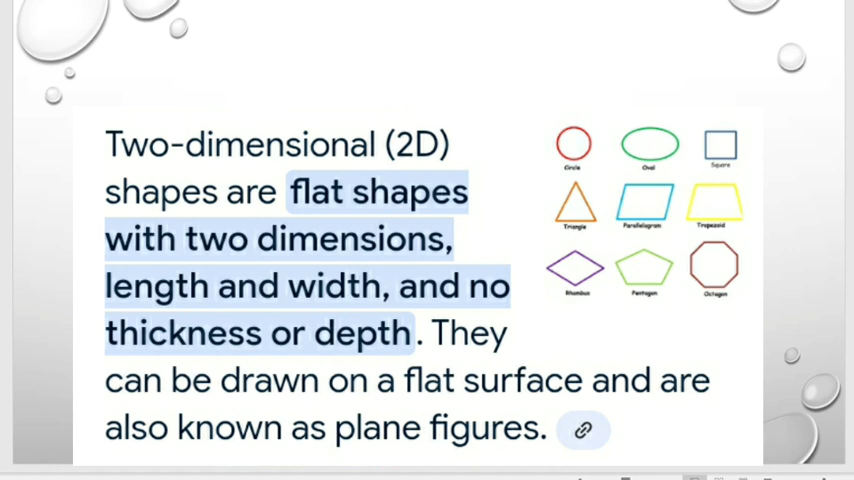 Two-dimensional (2D)
shapes are flat shapes
with two dimensions,
length and width, and no
thickness or depth. They
can be drawn on a flat surface and are
also known as plane figures.
Circle Oval Square
Triangle Parallelogram Trapezoid
Rhombus Pentagon Octagon